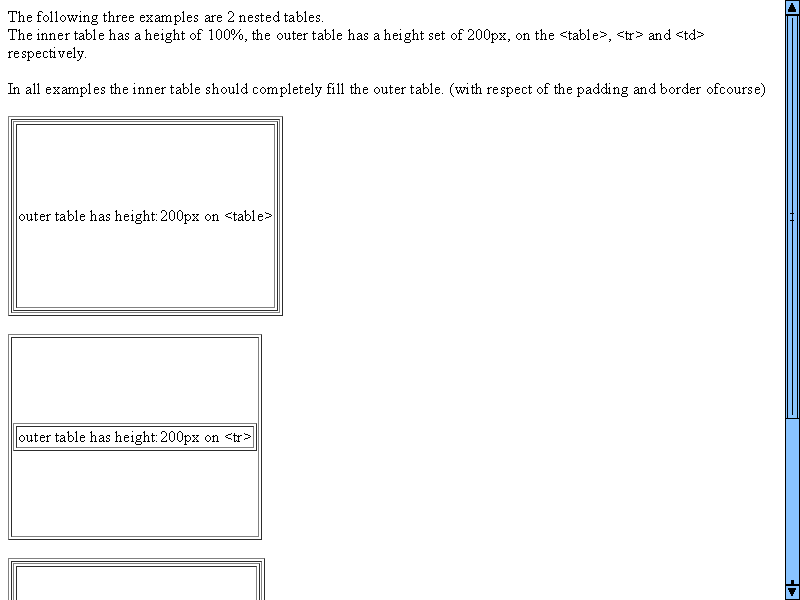 The following three examples are 2 nested tables.
The inner table has a height of 100%, the outer table has a height set of 200px, on the <table>, <tr> and <td>
respectively.
In all examples the inner table should completely fill the outer table. (with respect of the padding and border ofcourse)
outer table has height:200px on <table>
outer table has height:200px on <tr>